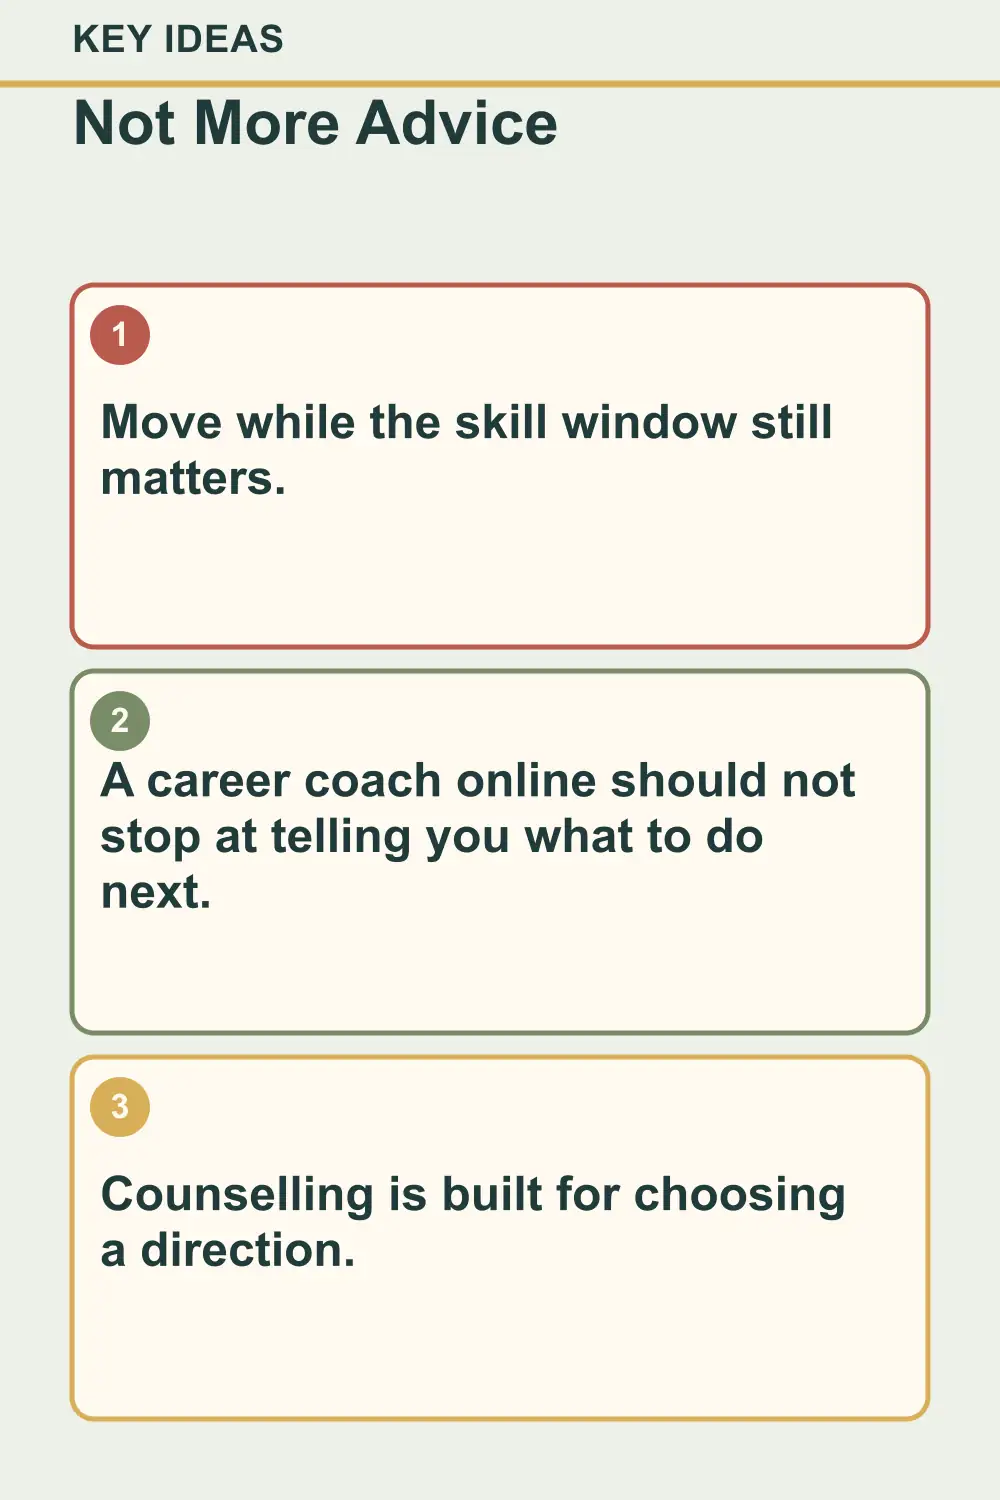 KEY IDEAS
Not More Advice
1
Move while the skill window still
matters.
2
A career coach online should not
stop at telling you what to do
next.
3
Counselling is built for choosing
a direction.